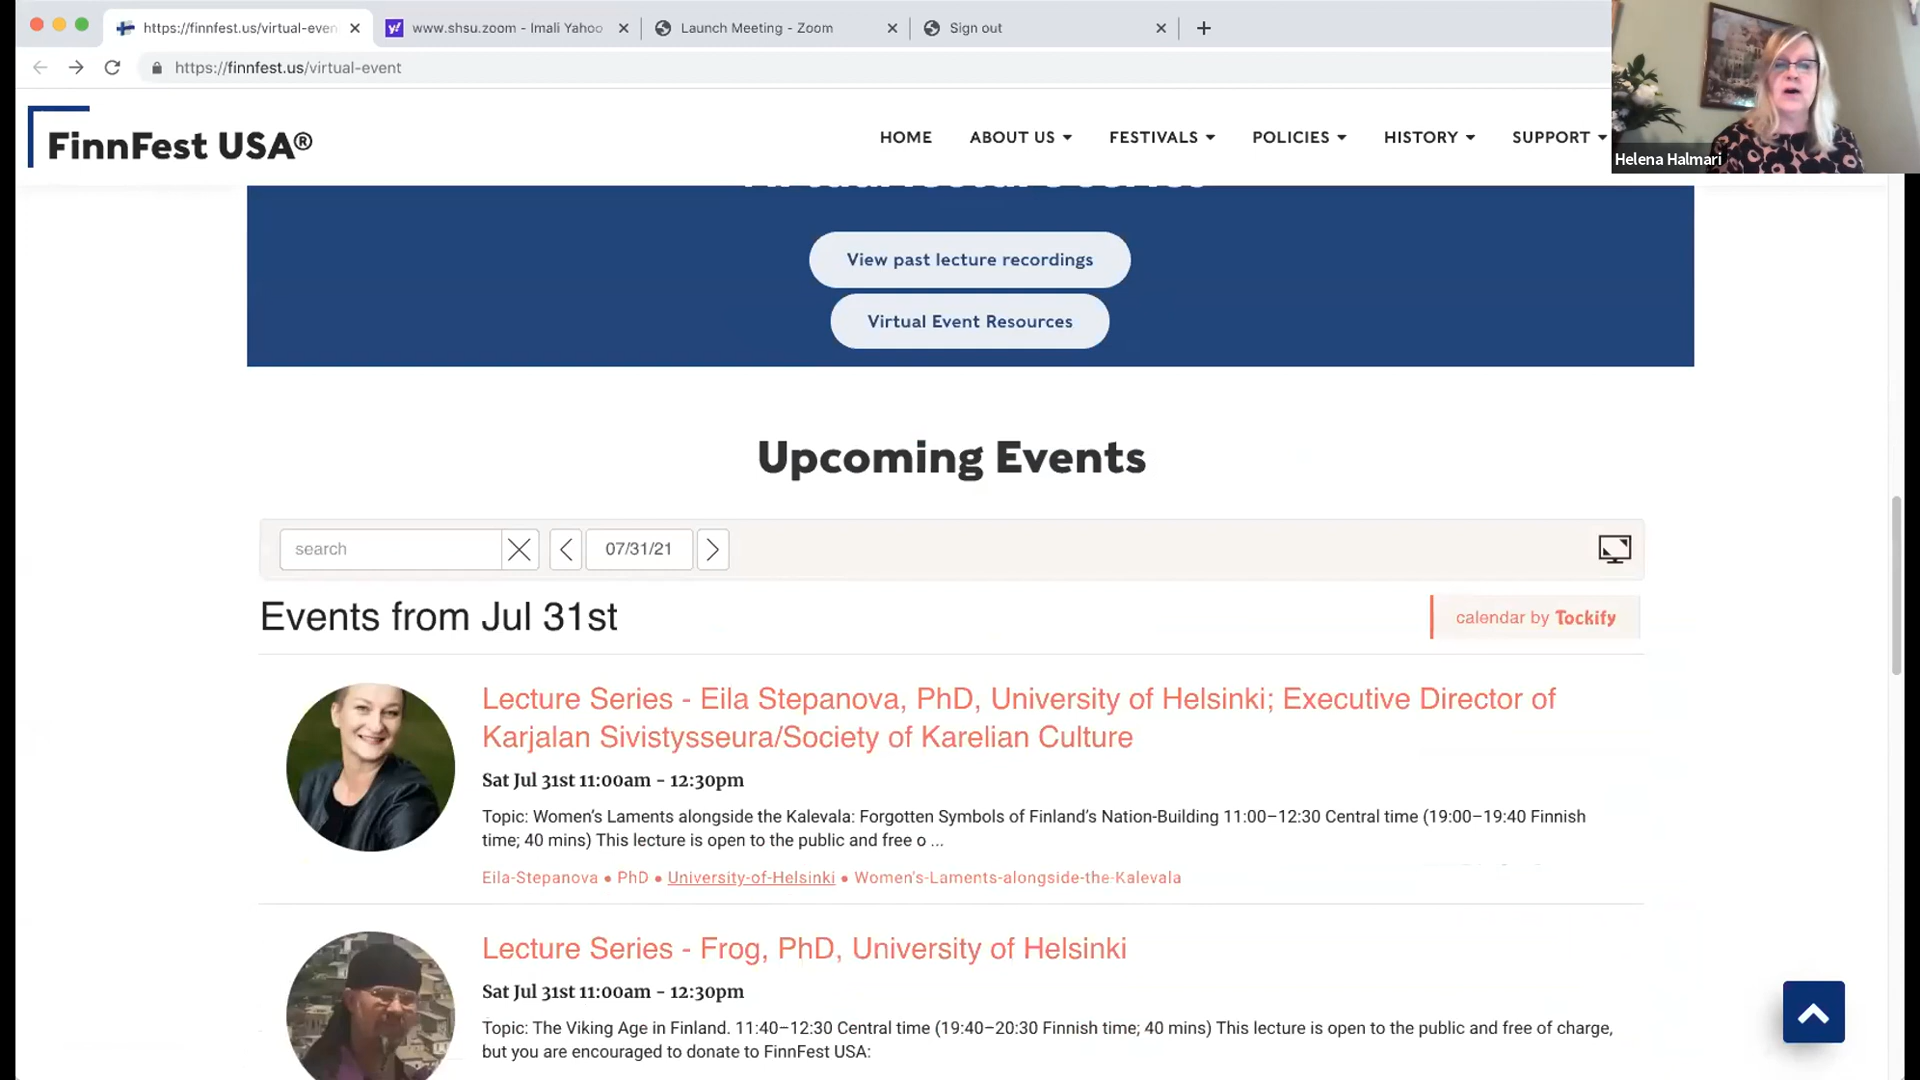 https://finnfest.us/virtual-even
www.shsu.zoom - Imali Yahoo
Launch Meeting - Zoom
Sign out
https://finnfest.us/virtual-event
FinnFest USA®
HOME
ABOUT US
FESTIVALS
POLICIES
HISTORY
SUPPORT
Helena Halmari
View past lecture recordings
Virtual Event Resources
Upcoming Events
search
07/31/21
Events from Jul 31st
calendar by Tockify
Lecture Series - Eila Stepanova, PhD, University of Helsinki; Executive Director of
Karjalan Sivistysseura/Society of Karelian Culture
Sat Jul 31st 11:00am - 12:30pm
Topic: Women’s Laments alongside the Kalevala: Forgotten Symbols of Finland’s Nation-Building 11:00–12:30 Central time (19:00–19:40 Finnish
time; 40 mins) This lecture is open to the public and free o ...
Eila-Stepanova • PhD • University-of-Helsinki • Women’s-Laments-alongside-the-Kalevala
Lecture Series - Frog, PhD, University of Helsinki
Sat Jul 31st 11:00am - 12:30pm
Topic: The Viking Age in Finland. 11:40–12:30 Central time (19:40–20:30 Finnish time; 40 mins) This lecture is open to the public and free of charge,
but you are encouraged to donate to FinnFest USA: